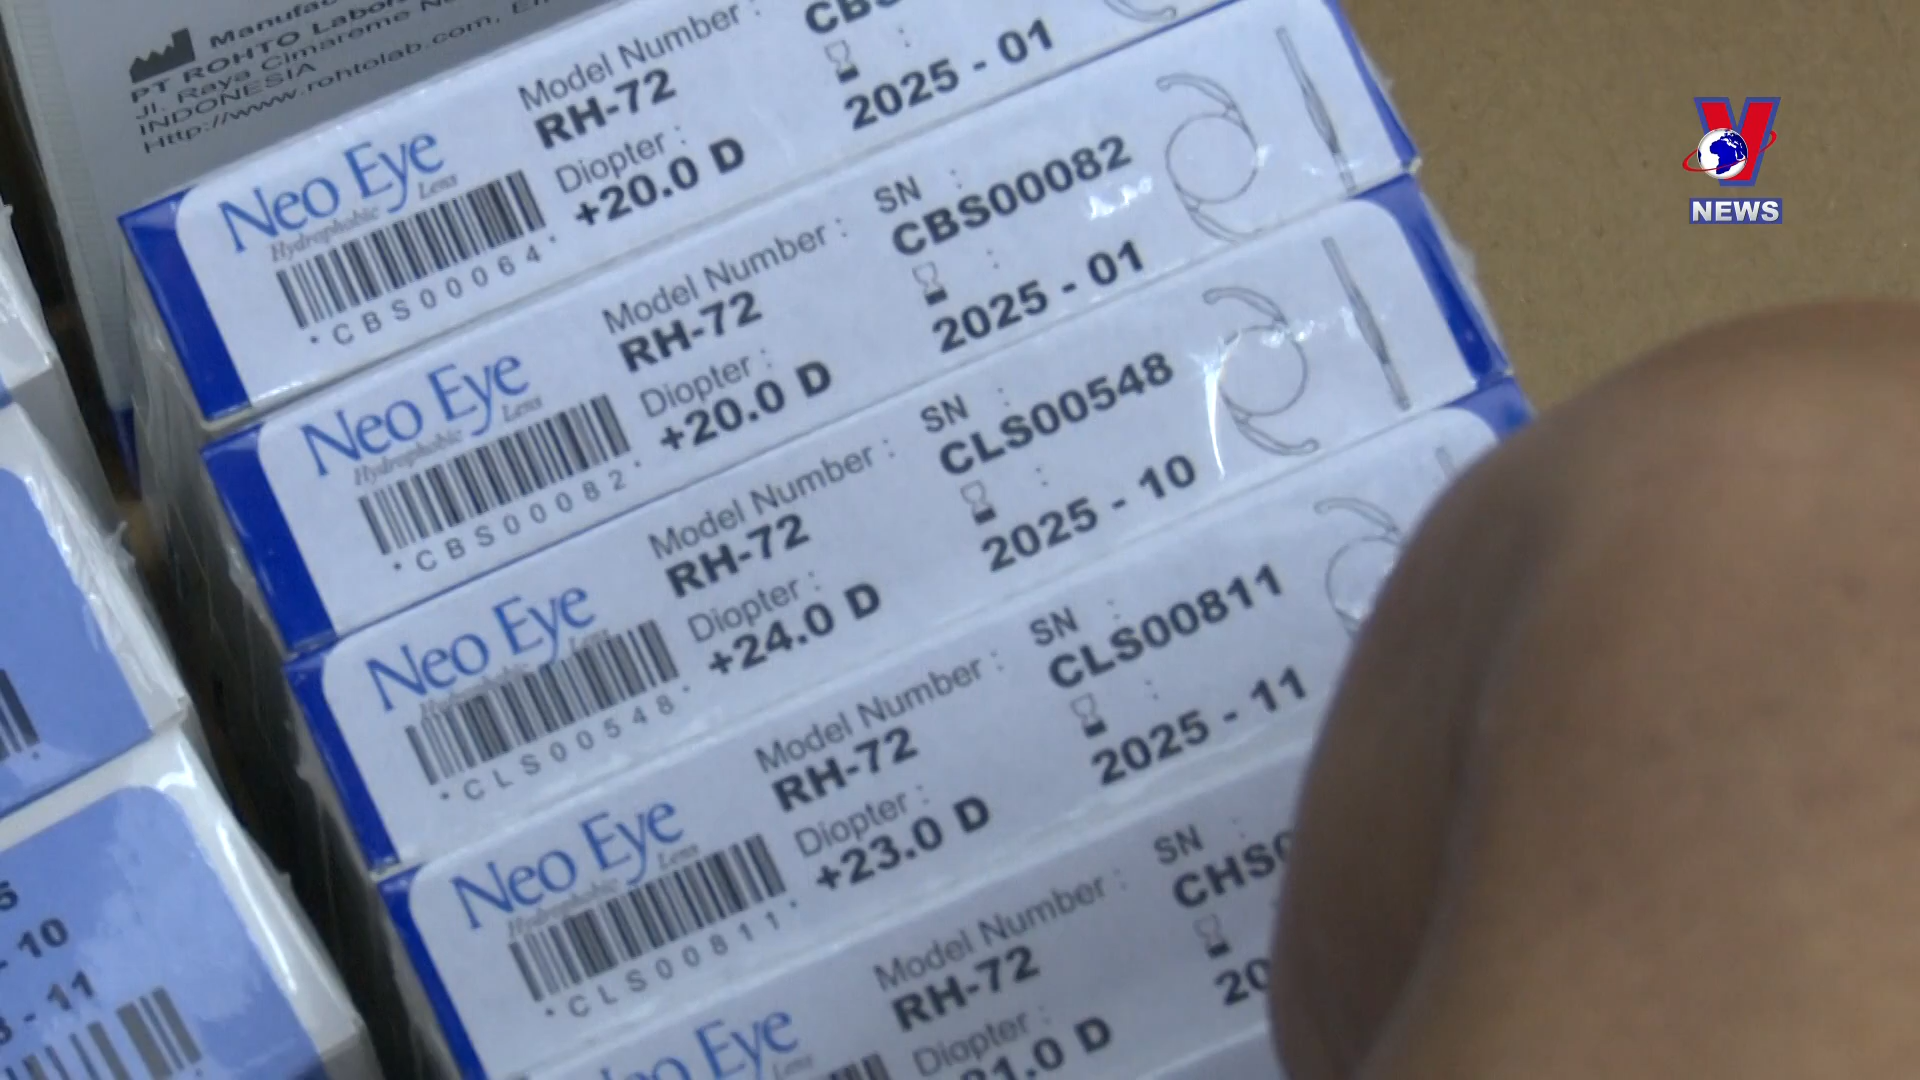 PT ROHTO
Jl. Raya Cimareme
INDONESIA
Http://www.rohtolab.com,
Neo Eye
Hydrophobic Lens
*CBS00064*
Model Number :
RH-72
Diopter :
+20.0 D
:
2025 - 01
Neo Eye
Hydrophobic Lens
*CBS00082*
Model Number :
RH-72
Diopter :
+20.0 D
SN :
CBS00082
:
2025 - 01
Neo Eye
Lens
*CLS00548*
Model Number :
RH-72
Diopter :
+24.0 D
SN :
CLS00548
:
2025 - 10
Neo Eye
Hydrophobic Lens
*CLS00811*
Model Number :
RH-72
Diopter :
+23.0 D
SN :
CLS00811
:
2025 - 11
Eye
Lens
Model Number :
RH-72
Diopter :
SN :
- 10
- 11
V
NEWS